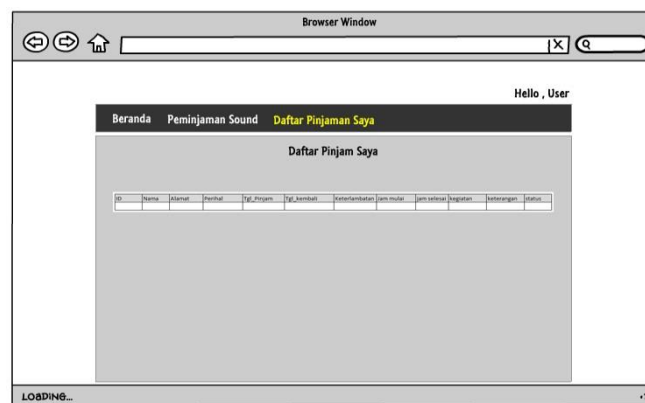 Browser Window
Hello , User
Beranda Peminjaman Sound Daftar Pinjaman Saya
Daftar Pinjam Saya
ID Nama Alamat Perihal Tgl_Pinjam Tgl_kembali Keterlambatan Jam mulai jam selesai kegiatan keterangan status
LOADING...